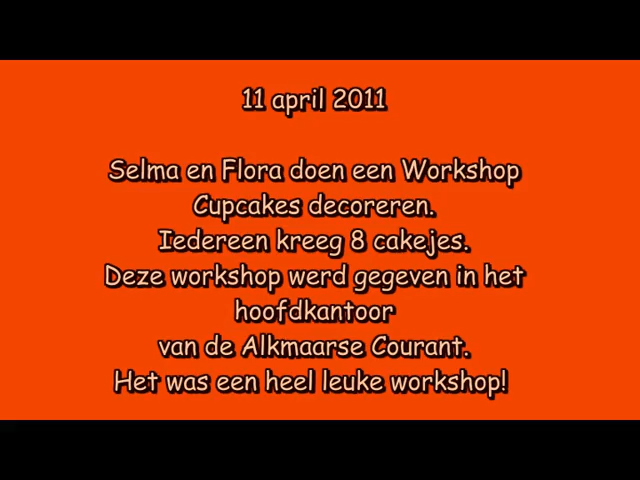 11 april 2011
Selma en Flora doen een Workshop
Cupcakes decoreren.
Iedereen kreeg 8 cakejes.
Deze workshop werd gegeven in het
hoofdkantoor
van de Alkmaarse Courant.
Het was een heel leuke workshop!